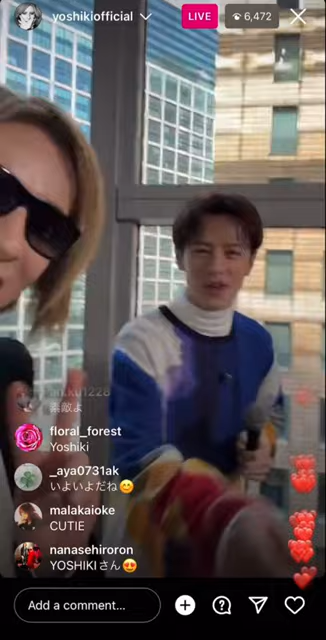 yoshikiofficial
LIVE
6,472
素敵よ
floral_forest
Yoshiki
_aya0731ak
いよいよだね😊
malakaioke
CUTIE
nanasehiroron
YOSHIKIさん😍
Add a comment...